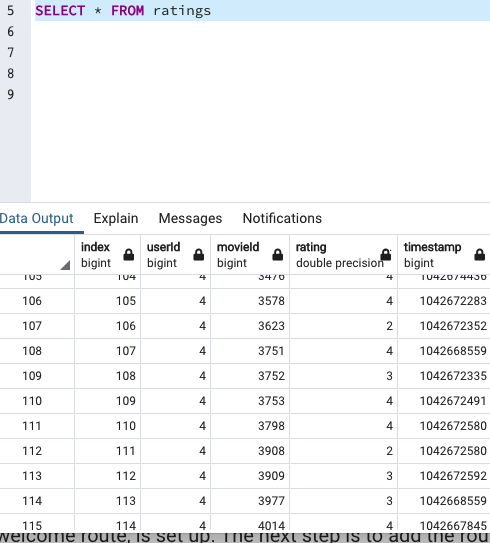 5 SELECT * FROM ratings
6
7
8
9
Data Output Explain Messages Notifications
index userId movieId rating timestamp
bigint bigint bigint double precision bigint
105 104 4 3476 4 1042674436
106 105 4 3578 4 1042672283
107 106 4 3623 2 1042672352
108 107 4 3751 4 1042668559
109 108 4 3752 3 1042672335
110 109 4 3753 4 1042672491
111 110 4 3798 4 1042672580
112 111 4 3908 2 1042672580
113 112 4 3909 3 1042672592
114 113 4 3977 3 1042668559
115 114 4 4014 4 1042667845
welcome route, is set up. The next step is to add the rou